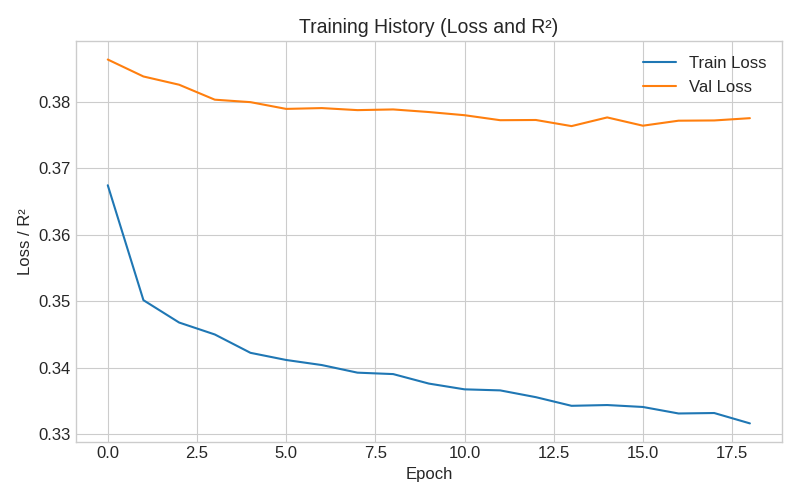 Training History (Loss and R²)
Train Loss
Val Loss
Loss / R²
0.38
0.37
0.36
0.35
0.34
0.33
0.0 2.5 5.0 7.5 10.0 12.5 15.0 17.5
Epoch